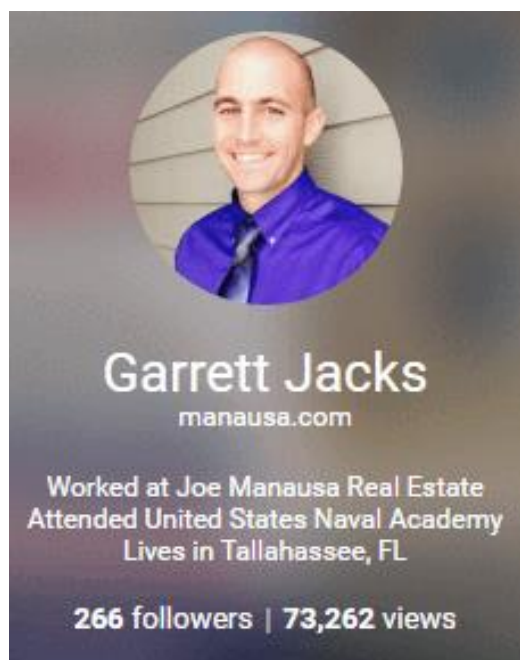 Garrett Jacks
manausa.com
Worked at Joe Manausa Real Estate
Attended United States Naval Academy
Lives in Tallahassee, FL
266 followers | 73,262 views